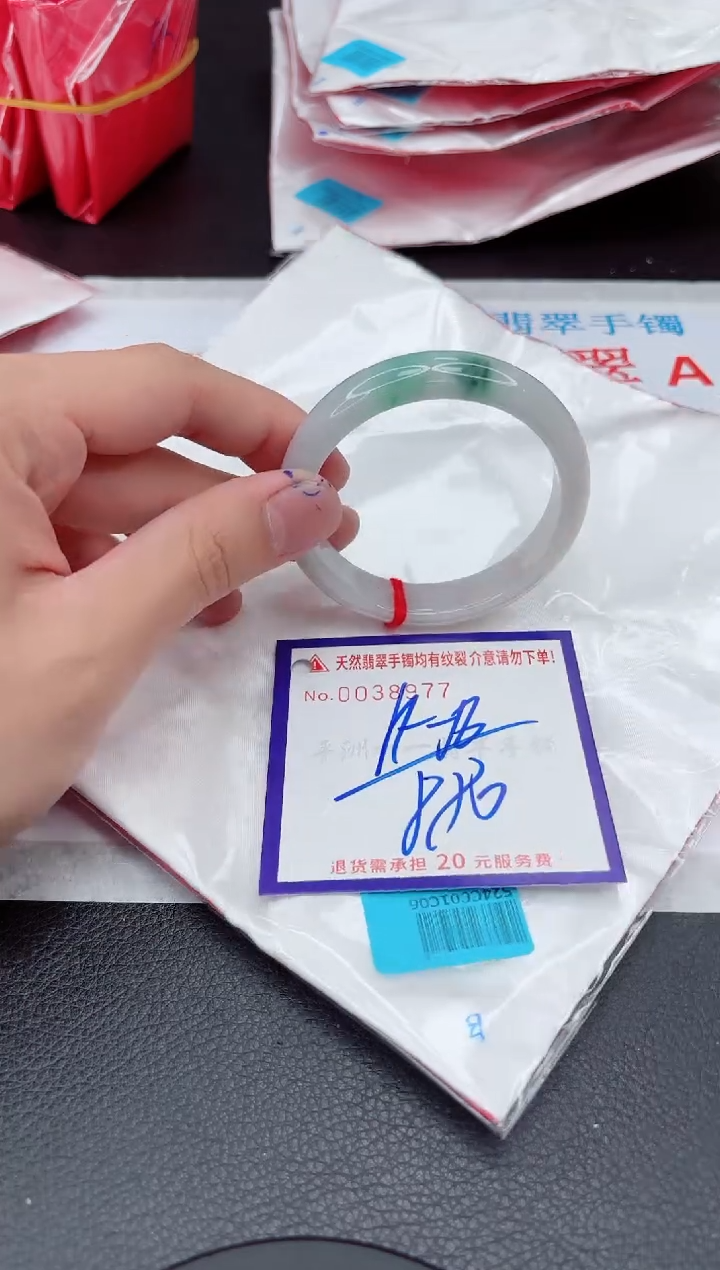 翡翠手镯
翠 A
天然翡翠手镯均有纹裂介意请勿下单!
No.0038977
退货需承担 20 元服务费
524CC01C06
B